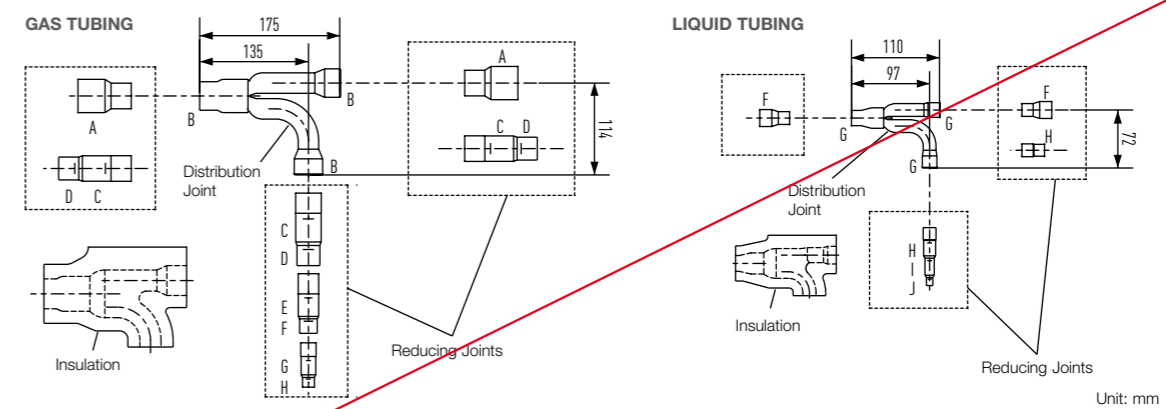 GAS TUBING
175
135
A
B
B
A
C D
114
D C
Distribution
Joint
B
C
D
E
F
G
H
Insulation
Reducing Joints
LIQUID TUBING
110
97
F
G
G
F
H
72
G
Distribution
Joint
H
I
J
Insulation
Reducing Joints
Unit: mm